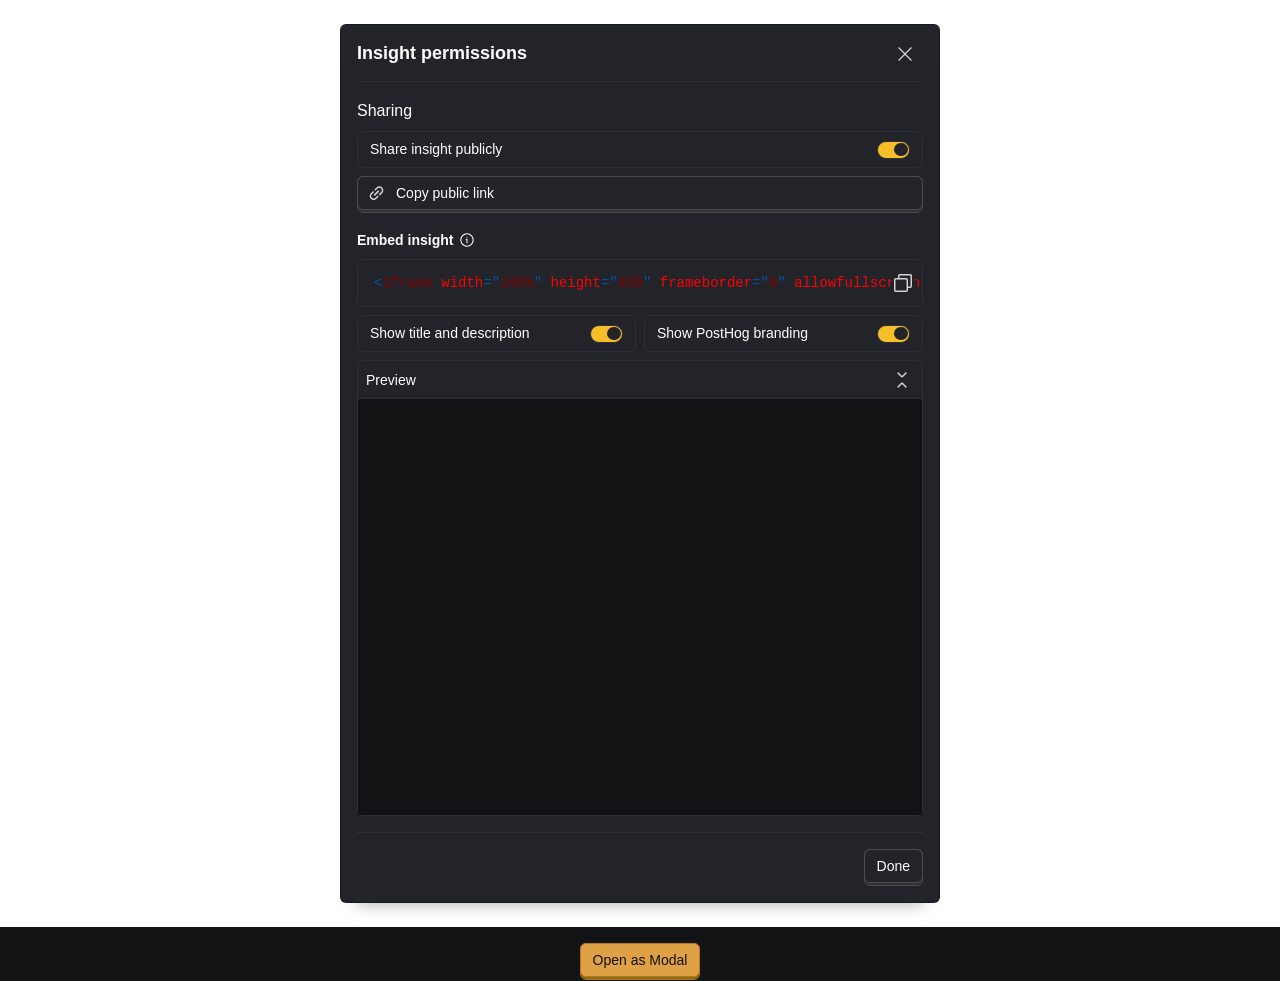 Insight permissions
Sharing
Share insight publicly
Copy public link
Embed insight
<iframe width="100%" height="400" frameborder="0" allowfullscr
Show title and description
Show PostHog branding
Preview
Done
Open as Modal